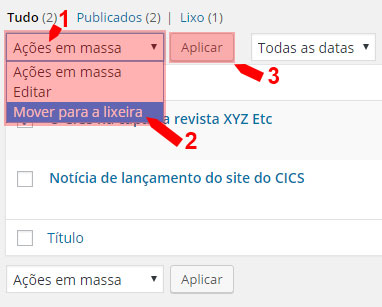 Tudo (2) | Publicados (2) | Lixo (1)
1
Ações em massa Aplicar Todas as datas
3
Ações em massa
Editar
Mover para a lixeira
2
a revista XYZ Etc
Notícia de lançamento do site do CICS
Título
Ações em massa Aplicar